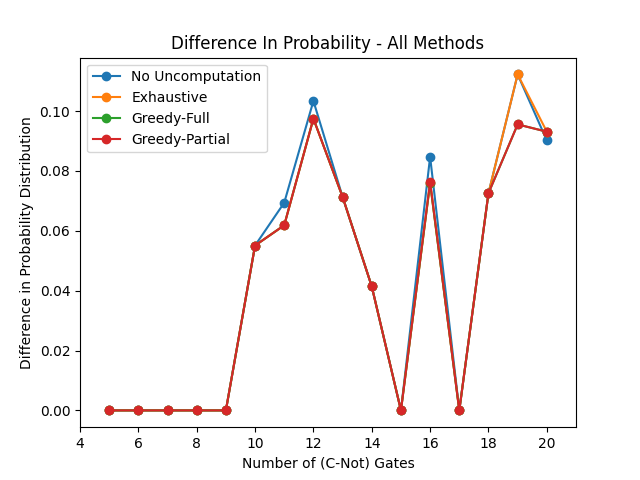 Difference In Probability - All Methods
No Uncomputation
Exhaustive
Greedy-Full
Greedy-Partial
Difference in Probability Distribution
0.10
0.08
0.06
0.04
0.02
0.00
4 6 8 10 12 14 16 18 20
Number of (C-Not) Gates